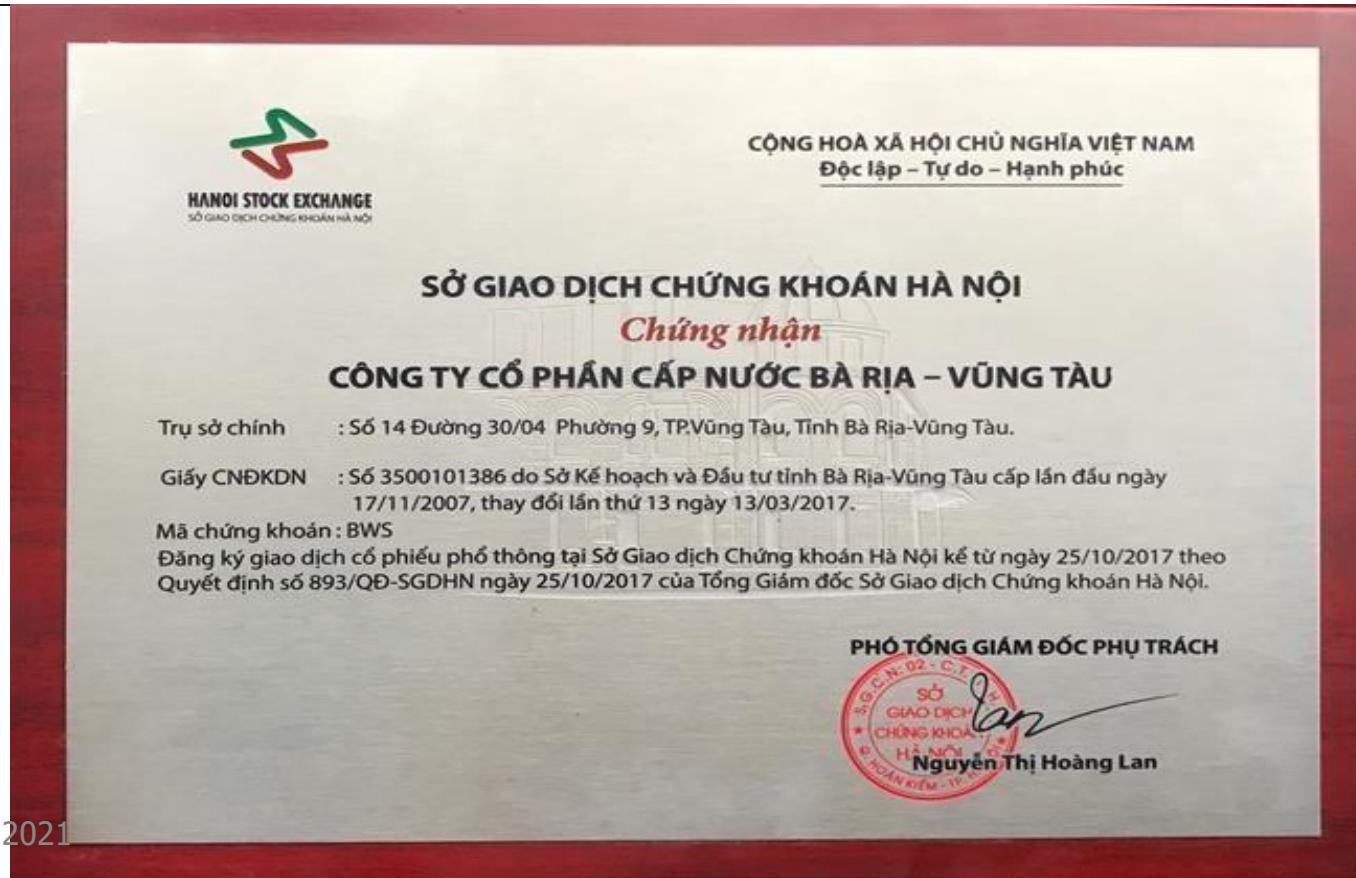 HANOI STOCK EXCHANGE
SỞ GIAO DỊCH CHỨNG KHOÁN HÀ NỘI
CỘNG HOÀ XÃ HỘI CHỦ NGHĨA VIỆT NAM
Độc lập – Tự do – Hạnh phúc
SỞ GIAO DỊCH CHỨNG KHOÁN HÀ NỘI
Chứng nhận
CÔNG TY CỔ PHẦN CẤP NƯỚC BÀ RỊA – VŨNG TÀU
Trụ sở chính : Số 14 Đường 30/04 Phường 9, TP.Vũng Tàu, Tỉnh Bà Rịa-Vũng Tàu.
Giấy CNĐKDN : Số 3500101386 do Sở Kế hoạch và Đầu tư tỉnh Bà Rịa-Vũng Tàu cấp lần đầu ngày
17/11/2007, thay đổi lần thứ 13 ngày 13/03/2017.
Mã chứng khoán : BWS
Đăng ký giao dịch cổ phiếu phổ thông tại Sở Giao dịch Chứng khoán Hà Nội kể từ ngày 25/10/2017 theo
Quyết định số 893/QĐ-SGDHN ngày 25/10/2017 của Tổng Giám đốc Sở Giao dịch Chứng khoán Hà Nội.
PHÓ TỔNG GIÁM ĐỐC PHỤ TRÁCH
SỞ
GIAO DỊCH
CHỨNG KHOÁN
HÀ NỘI
Nguyễn Thị Hoàng Lan
2021